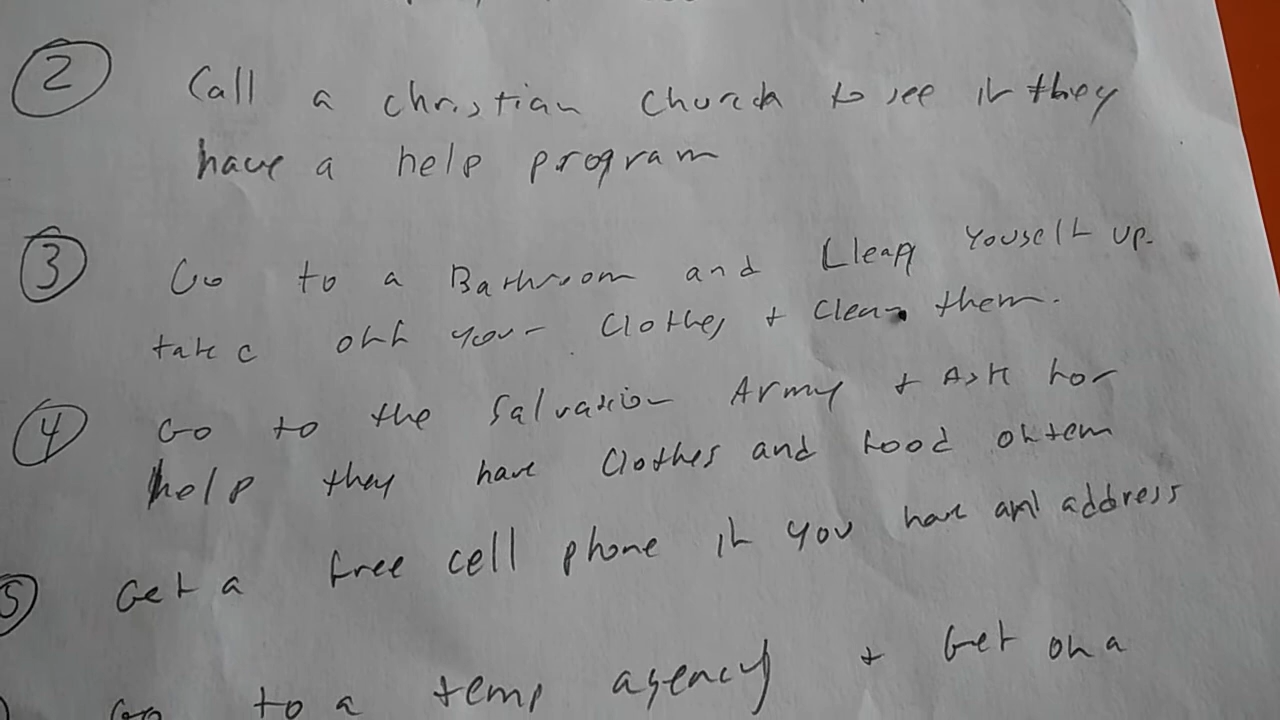 2 Call a christian church to see if they
have a help program
3 Go to a Bathroom and Clean youself up.
take off your clothes + clean them.
4 Go to the Salvation Army + Ask for
help they have clothes and food often
5 Get a free cell phone if you have an address
Go to a temp agency + Get on a